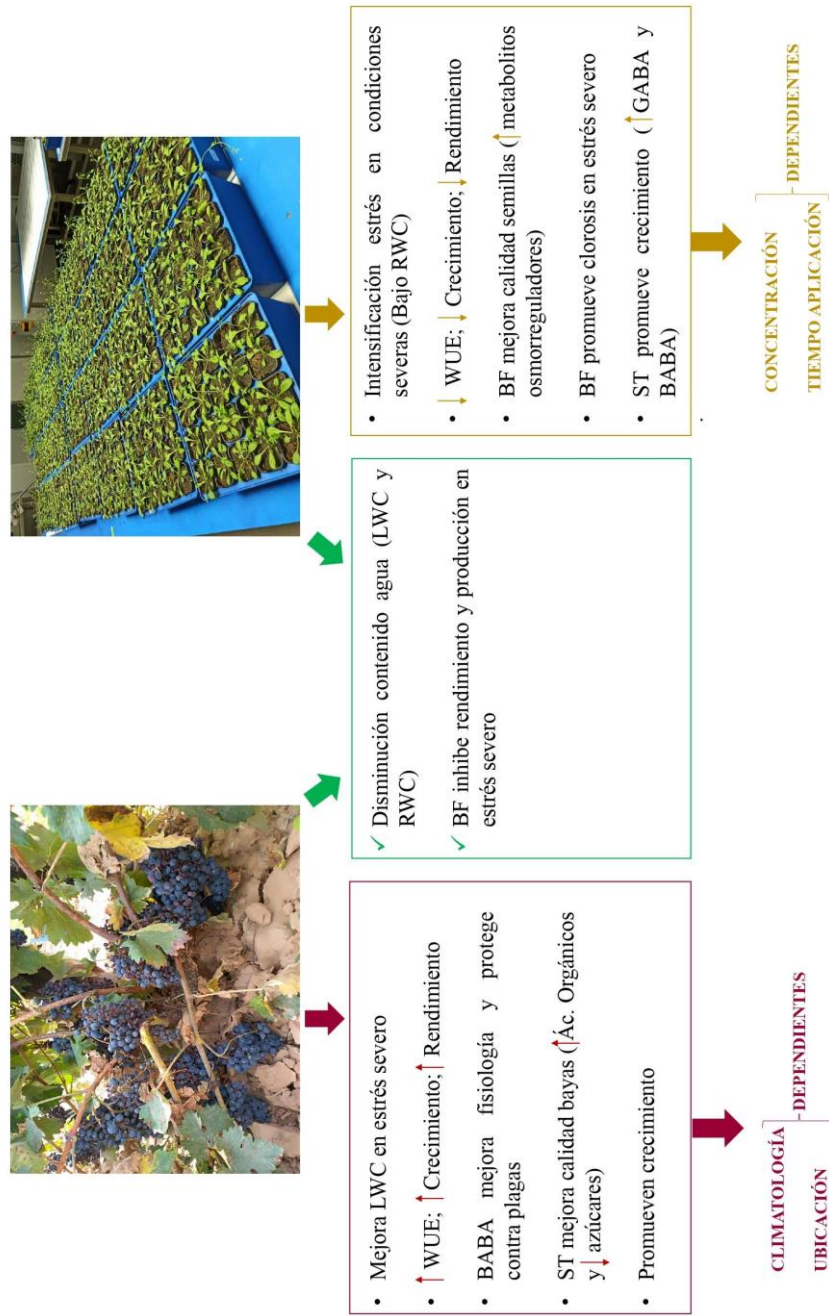 • Mejora LWC en estrés severo
• ↑ WUE; ↑ Crecimiento; ↑ Rendimiento
• BABA mejora fisiología y protege
contra plagas
• ST mejora calidad bayas (↑Ác. Orgánicos
y ↓ azúcares)
• Promueven crecimiento
CLIMATOLOGÍA
UBICACIÓN
DEPENDIENTES
✓ Disminución contenido agua (LWC y
RWC)
✓ BF inhibe rendimiento y producción en
estrés severo
• Intensificación estrés en condiciones
severas (Bajo RWC)
• ↓ WUE; ↓ Crecimiento; ↓ Rendimiento
• BF mejora calidad semillas (↑ metabolitos
osmorreguladores)
• BF promueve clorosis en estrés severo
• ST promueve crecimiento (↑ GABA y
BABA)
.
CONCENTRACIÓN
TIEMPO APLICACIÓN
DEPENDIENTES